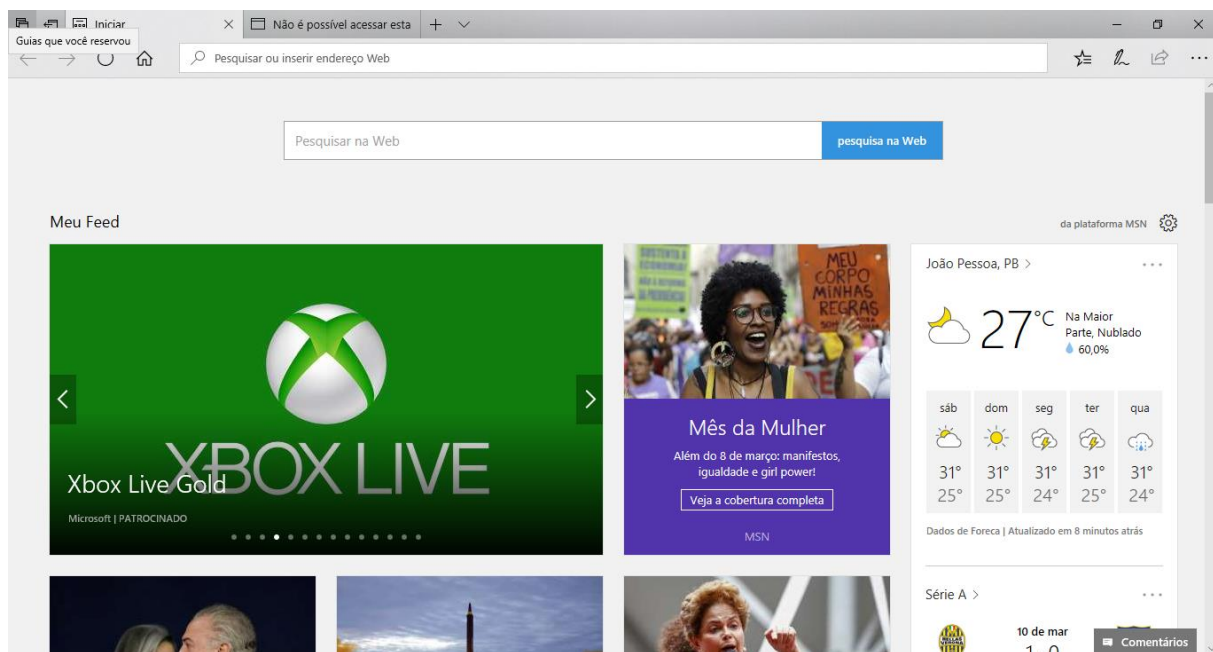 Iniciar
Não é possível acessar esta
Guias que você reservou
Pesquisar ou inserir endereço Web
Pesquisar na Web
pesquisa na Web
Meu Feed
da plataforma MSN
XBOX LIVE
Xbox Live Gold
Microsoft | PATROCINADO
MEU
CORPO
MINHAS
REGRAS
Mês da Mulher
Além do 8 de março: manifestos,
igualdade e girl power!
Veja a cobertura completa
MSN
João Pessoa, PB
27°C
Na Maior
Parte, Nublado
60,0%
sáb dom seg ter qua
31° 31° 31° 31° 31°
25° 25° 24° 25° 24°
Dados de Foreca | Atualizado em 8 minutos atrás
Série A
10 de mar
Comentários